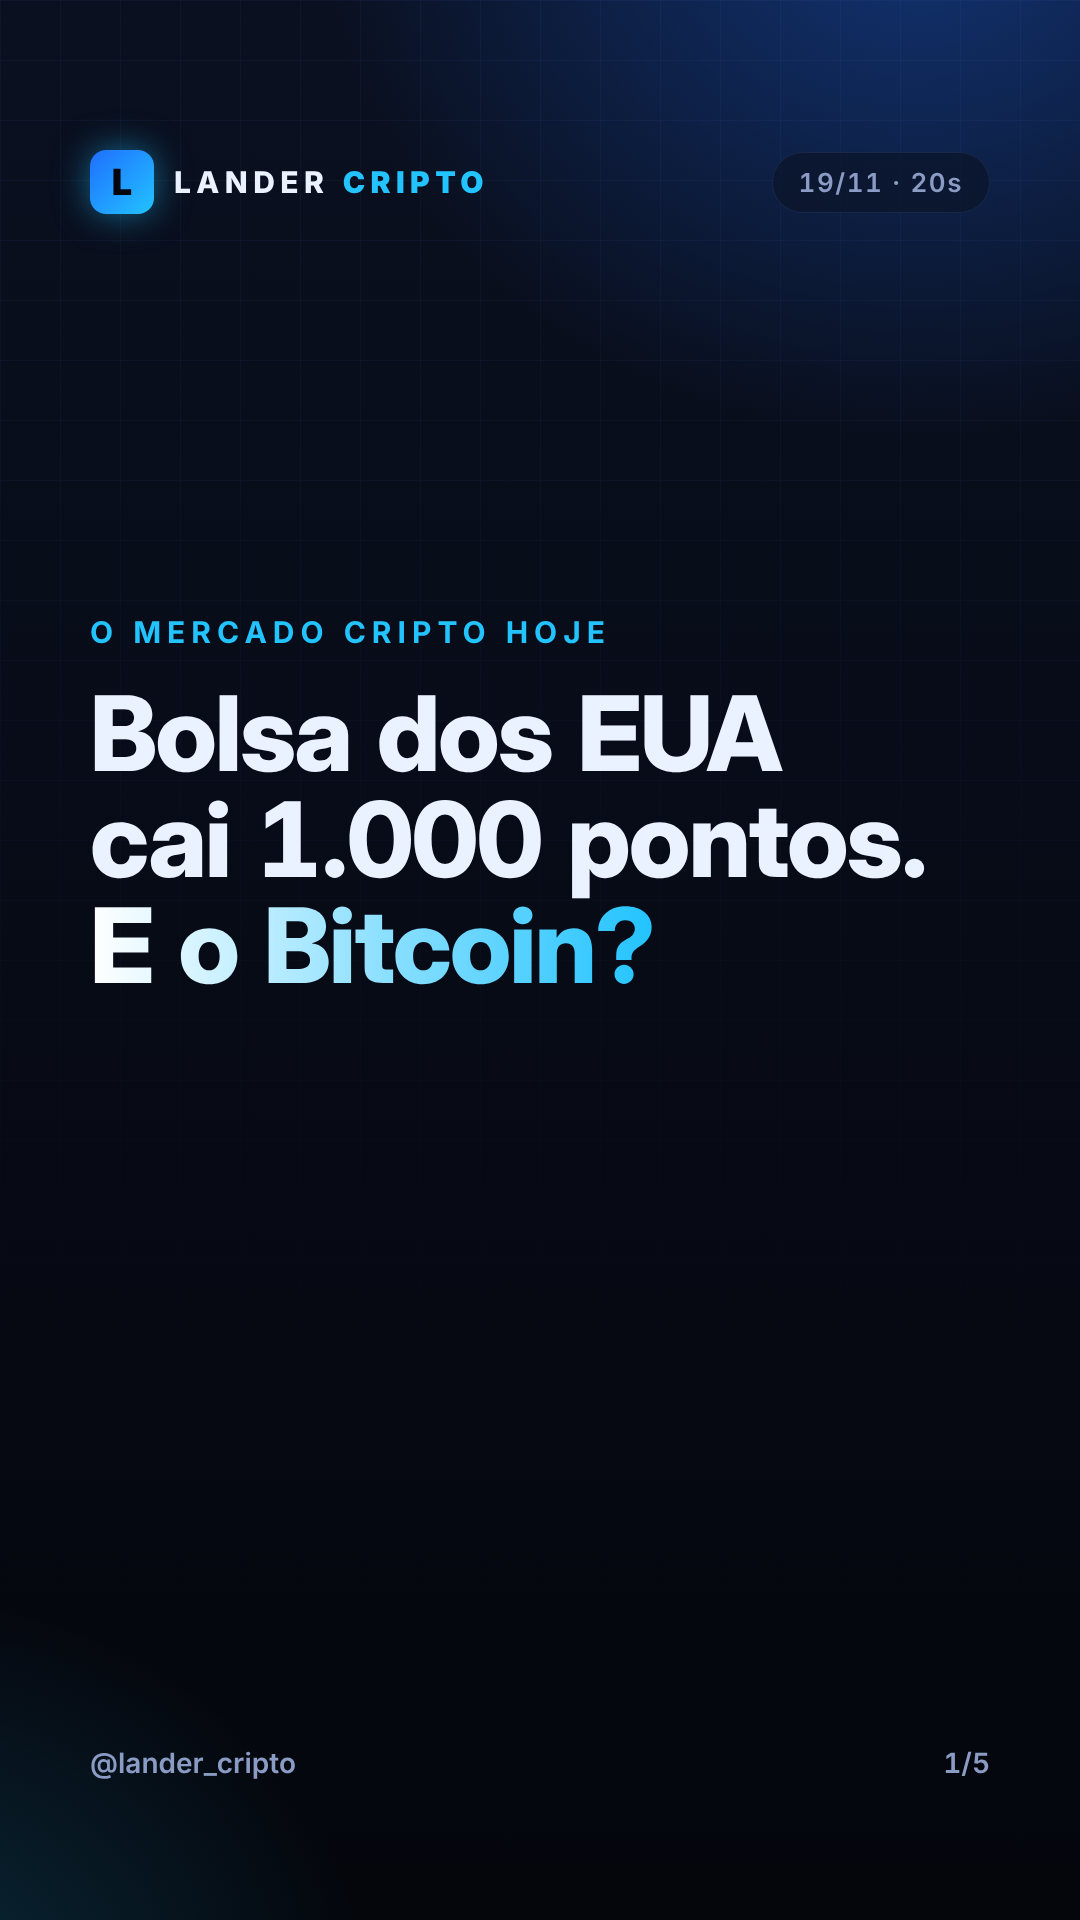 L LANDER CRIPTO
19/11 · 20s
O MERCADO CRIPTO HOJE
Bolsa dos EUA
cai 1.000 pontos.
E o Bitcoin?
@lander_cripto
1/5